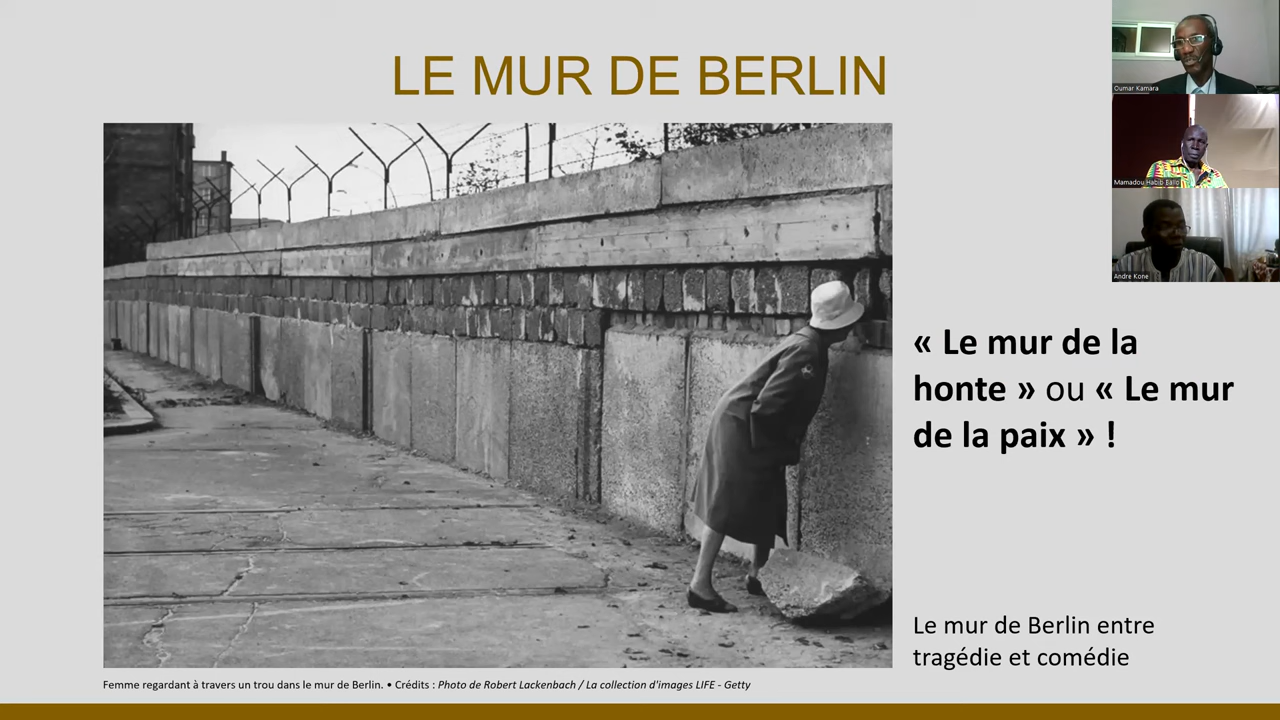 LE MUR DE BERLIN
Oumar Kamara
Mamadou Habib Ballo
Andre Kone
« Le mur de la
honte » ou « Le mur
de la paix » !
Le mur de Berlin entre
tragédie et comédie
Femme regardant à travers un trou dans le mur de Berlin. • Crédits : Photo de Robert Lackenbach / La collection d'images LIFE - Getty